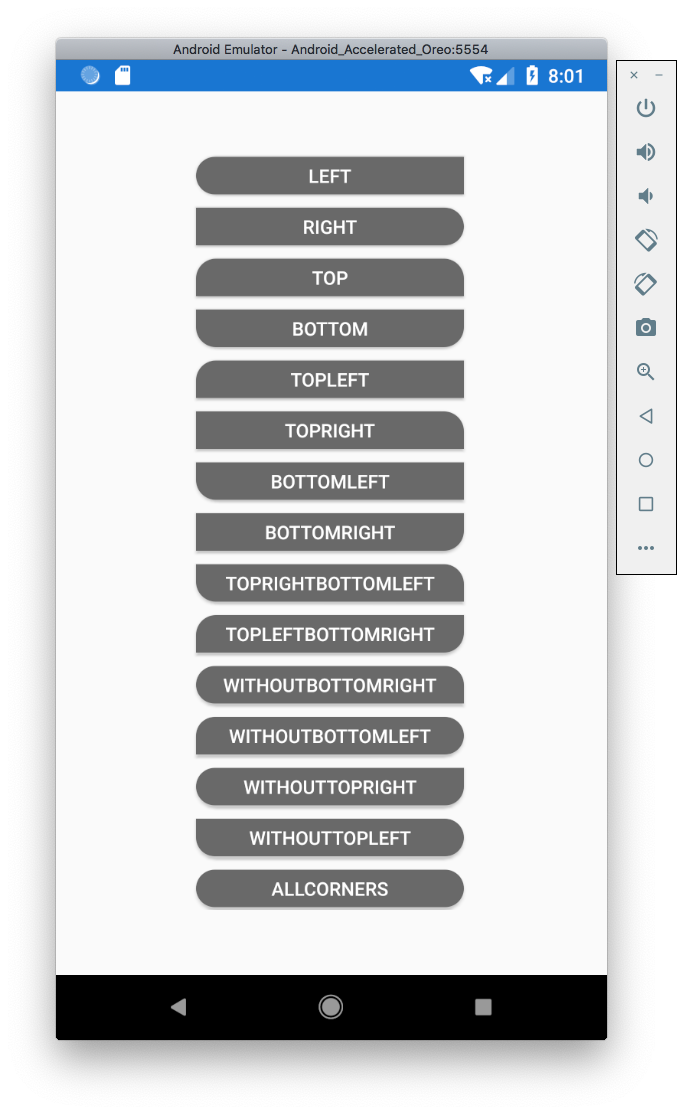 Android Emulator - Android_Accelerated_Oreo:5554
8:01
LEFT
RIGHT
TOP
BOTTOM
TOPLEFT
TOPRIGHT
BOTTOMLEFT
BOTTOMRIGHT
TOPRIGHTBOTTOMLEFT
TOPLEFTBOTTOMRIGHT
WITHOUTBOTTOMRIGHT
WITHOUTBOTTOMLEFT
WITHOUTTOPRIGHT
WITHOUTTOPLEFT
ALLCORNERS